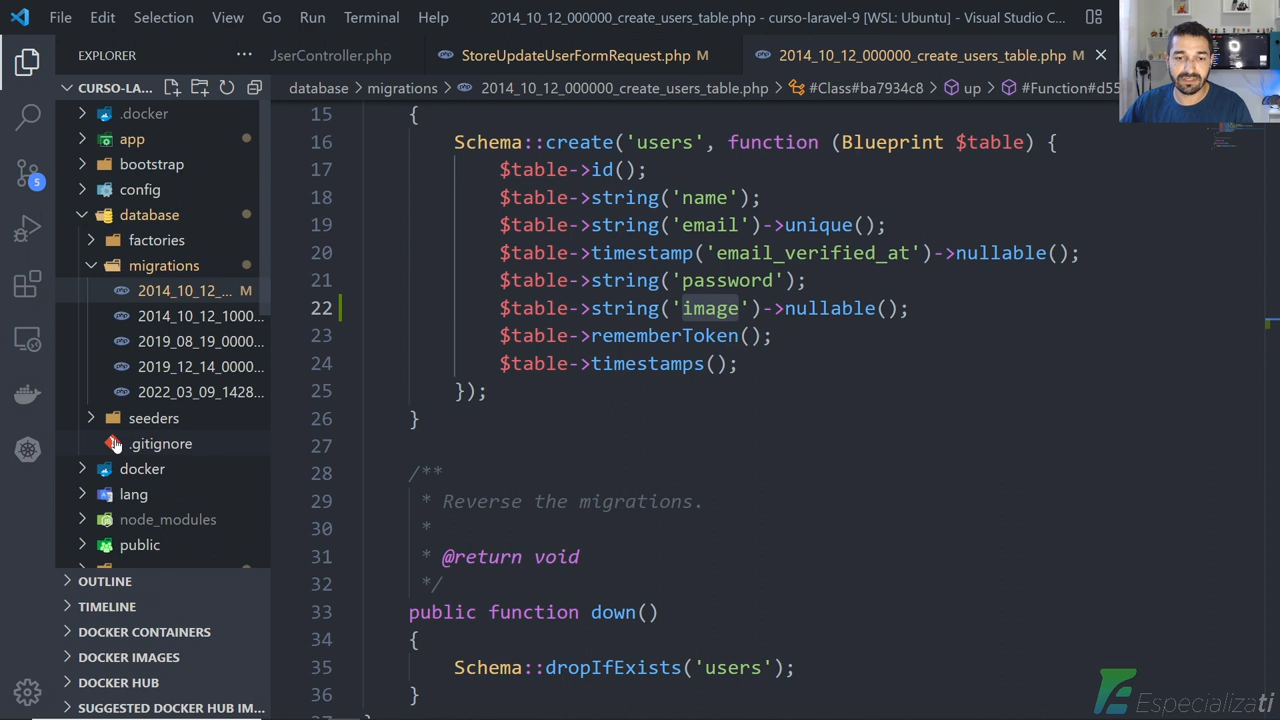 File Edit Selection View Go Run Terminal Help
2014_10_12_000000_create_users_table.php - curso-laravel-9 [WSL: Ubuntu] - Visual Studio C...
EXPLORER
JserController.php
StoreUpdateUserFormRequest.php M
2014_10_12_000000_create_users_table.php M
CURSO-LA...
database > migrations > 2014_10_12_000000_create_users_table.php > #Class#ba7934c8 > up > #Function#d55
.docker
app
bootstrap
config
database
factories
migrations
2014_10_12_... M
2014_10_12_1000...
2019_08_19_0000...
2019_12_14_0000...
2022_03_09_1428...
seeders
.gitignore
docker
lang
node_modules
public
OUTLINE
TIMELINE
DOCKER CONTAINERS
DOCKER IMAGES
DOCKER HUB
SUGGESTED DOCKER HUB IM...
5
15 {
16 Schema::create('users', function (Blueprint $table) {
17 $table->id();
18 $table->string('name');
19 $table->string('email')->unique();
20 $table->timestamp('email_verified_at')->nullable();
21 $table->string('password');
22 $table->string('image')->nullable();
23 $table->rememberToken();
24 $table->timestamps();
25 });
26 }
27
28 /**
29 * Reverse the migrations.
30 *
31 * @return void
32 */
33 public function down()
34 {
35 Schema::dropIfExists('users');
36 }
Especializati